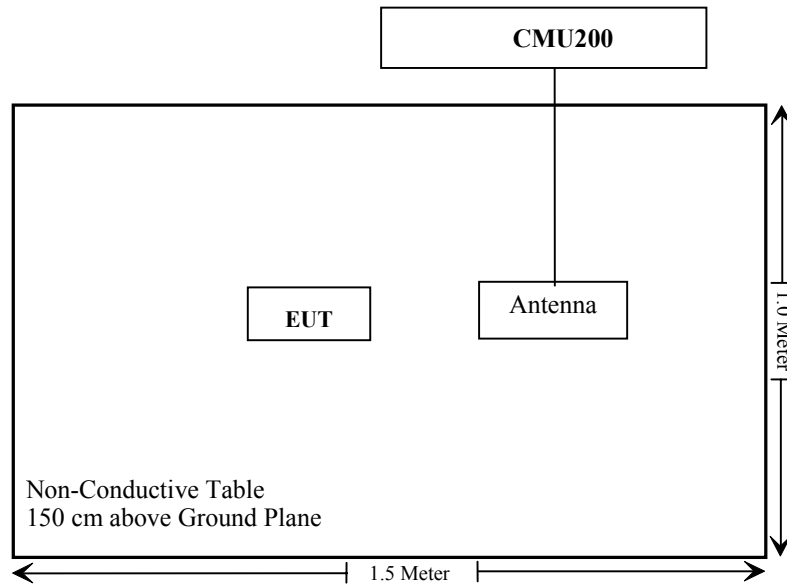 CMU200
EUT
Antenna
1.0 Meter
Non-Conductive Table
150 cm above Ground Plane
1.5 Meter